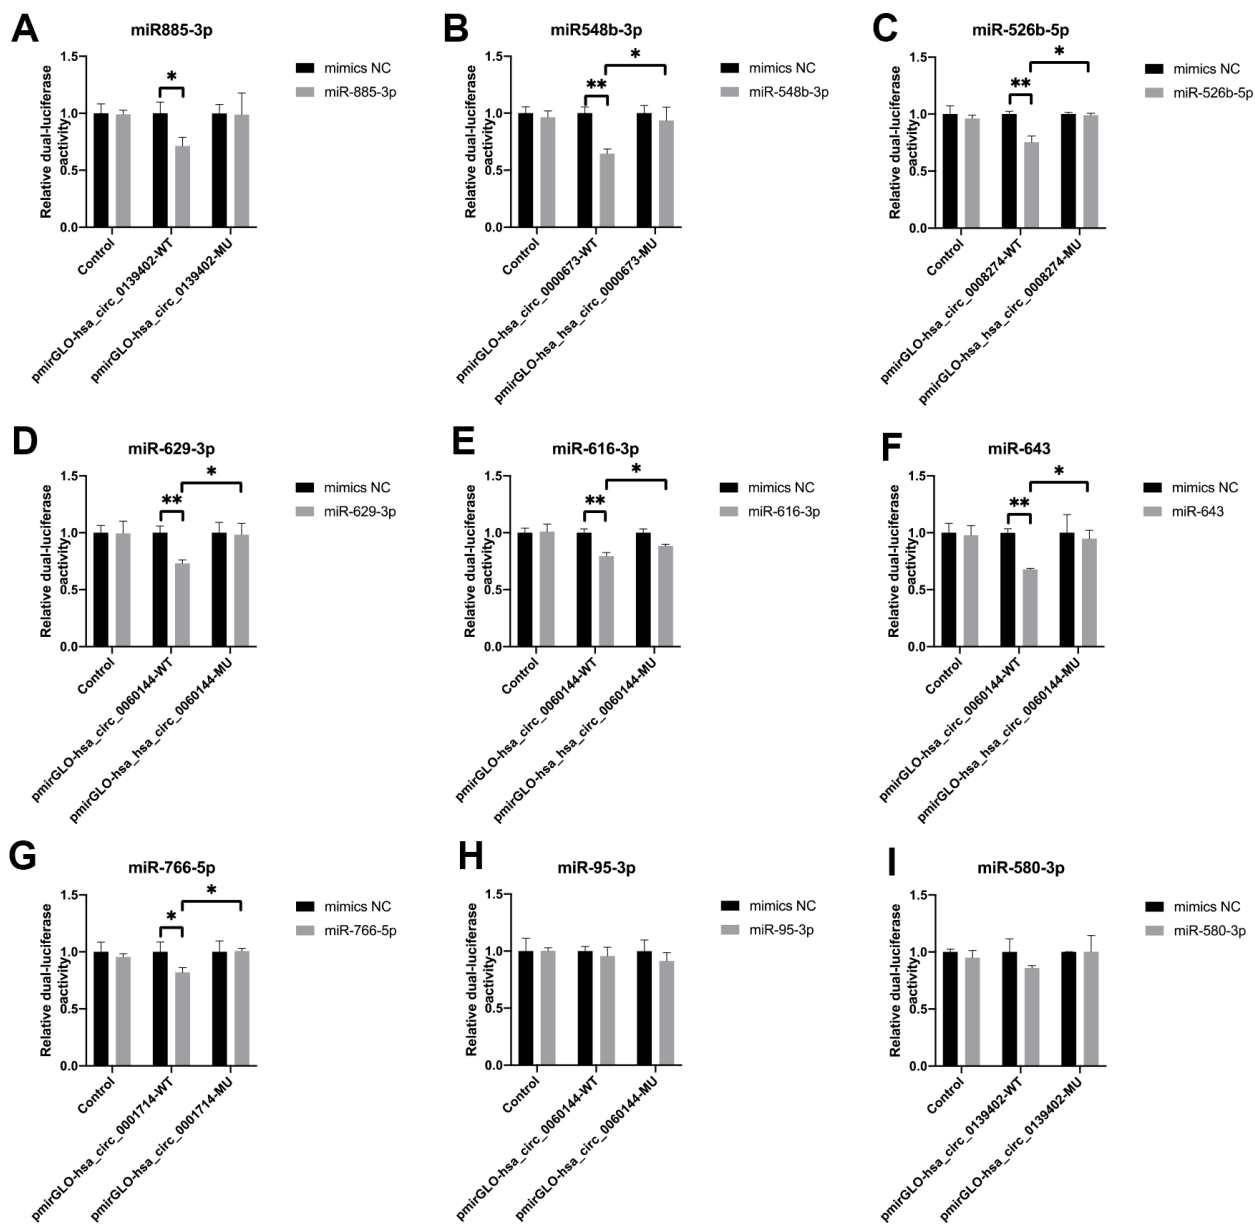 A
miR885-3p
Relative dual-luciferase
activity
1.5
1.0
0.5
0.0
*
mimics NC
miR-885-3p
Control
pmirGLO-hsa_circ_0139402-WT
pmirGLO-hsa_circ_0139402-MU
B
miR548b-3p
Relative dual-luciferase
activity
1.5
1.0
0.5
0.0
**
*
mimics NC
miR-548b-3p
Control
pmirGLO-hsa_circ_0000673-WT
pmirGLO-hsa_hsa_circ_0000673-MU
C
miR-526b-5p
Relative dual-luciferase
activity
1.5
1.0
0.5
0.0
**
*
mimics NC
miR-526b-5p
Control
pmirGLO-hsa_circ_0008274-WT
pmirGLO-hsa_hsa_circ_0008274-MU
D
miR-629-3p
Relative dual-luciferase
activity
1.5
1.0
0.5
0.0
**
*
mimics NC
miR-629-3p
Control
pmirGLO-hsa_circ_0060144-WT
pmirGLO-hsa_hsa_circ_0060144-MU
E
miR-616-3p
Relative dual-luciferase
activity
1.5
1.0
0.5
0.0
**
*
mimics NC
miR-616-3p
Control
pmirGLO-hsa_circ_0060144-WT
pmirGLO-hsa_hsa_circ_0060144-MU
F
miR-643
Relative dual-luciferase
activity
1.5
1.0
0.5
0.0
**
*
mimics NC
miR-643
Control
pmirGLO-hsa_circ_0060144-WT
pmirGLO-hsa_hsa_circ_0060144-MU
G
miR-766-5p
Relative dual-luciferase
activity
1.5
1.0
0.5
0.0
*
*
mimics NC
miR-766-5p
Control
pmirGLO-hsa_circ_0001714-WT
pmirGLO-hsa_circ_0001714-MU
H
miR-95-3p
Relative dual-luciferase
activity
1.5
1.0
0.5
0.0
mimics NC
miR-95-3p
Control
pmirGLO-hsa_circ_0060144-WT
pmirGLO-hsa_circ_0060144-MU
I
miR-580-3p
Relative dual-luciferase
activity
1.5
1.0
0.5
0.0
mimics NC
miR-580-3p
Control
pmirGLO-hsa_circ_0139402-WT
pmirGLO-hsa_circ_0139402-MU